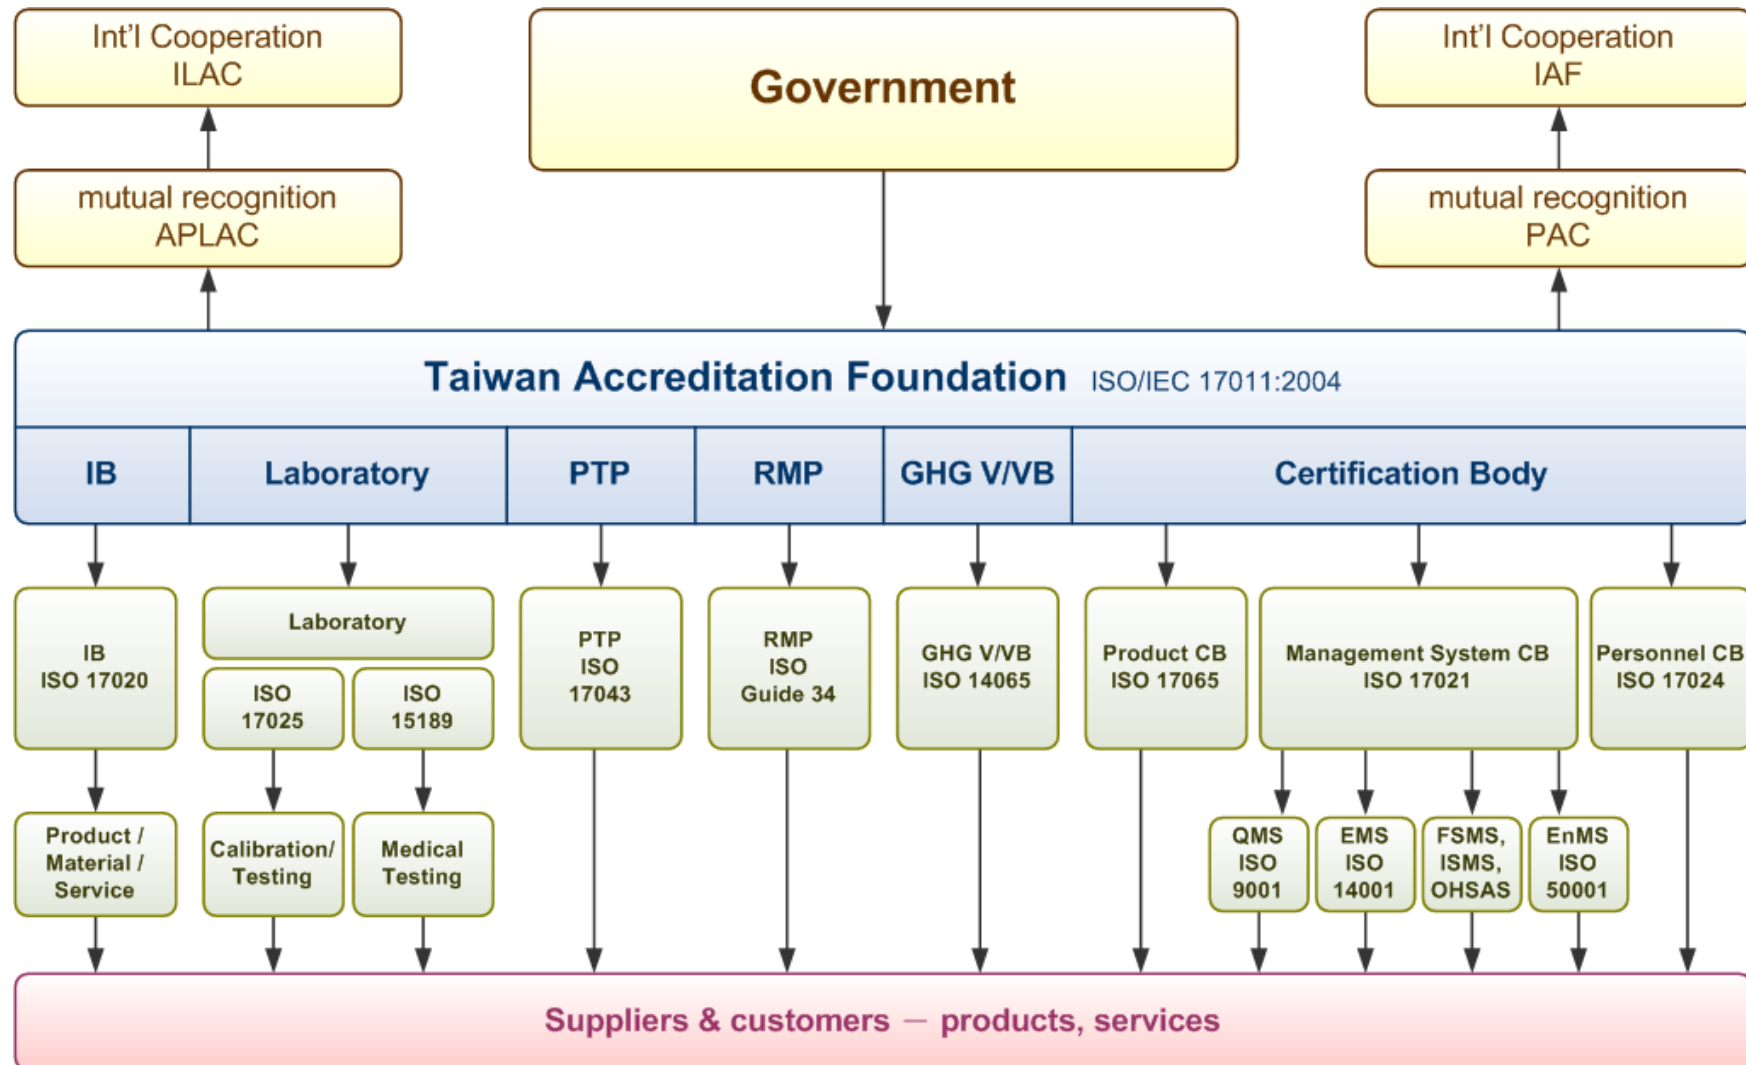 Int'l Cooperation
ILAC
Government
Int'l Cooperation
IAF
mutual recognition
APLAC
mutual recognition
PAC
Taiwan Accreditation Foundation ISO/IEC 17011:2004
IB
Laboratory
PTP
RMP
GHG V/VB
Certification Body
IB
ISO 17020
Laboratory
ISO
17025
ISO
15189
PTP
ISO
17043
RMP
ISO
Guide 34
GHG V/VB
ISO 14065
Product CB
ISO 17065
Management System CB
ISO 17021
Personnel CB
ISO 17024
Product /
Material /
Service
Calibration/
Testing
Medical
Testing
QMS
ISO
9001
EMS
ISO
14001
FSMS,
ISMS,
OHSAS
EnMS
ISO
50001
Suppliers & customers — products, services